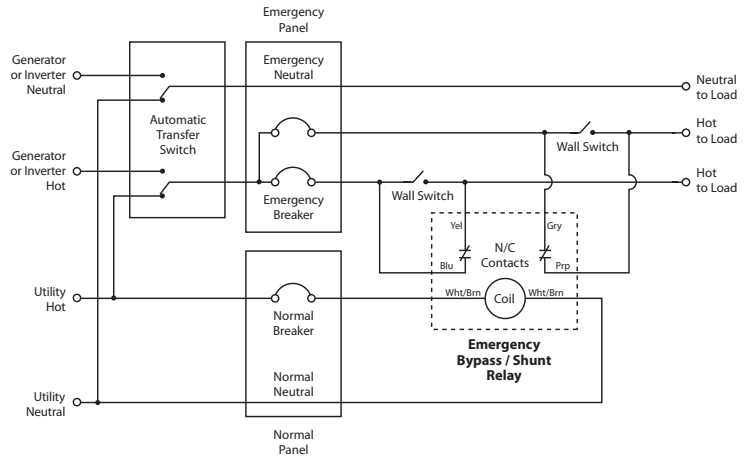 Emergency
Panel
Generator
or Inverter
Neutral
Emergency
Neutral
Neutral
to Load
Automatic
Transfer
Switch
Hot
to Load
Wall Switch
Generator
or Inverter
Hot
Hot
to Load
Emergency
Breaker
Wall Switch
Yel
Gry
N/C
Contacts
Blu
Prp
Utility
Hot
Wht/Brn
Coil
Wht/Brn
Normal
Breaker
Emergency
Bypass / Shunt
Relay
Normal
Neutral
Utility
Neutral
Normal
Panel